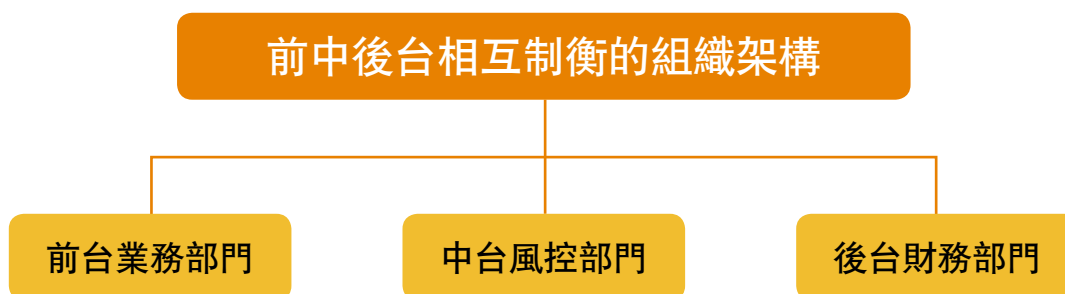 前中後台相互制衡的組織架構
前台業務部門
中台風控部門
後台財務部門